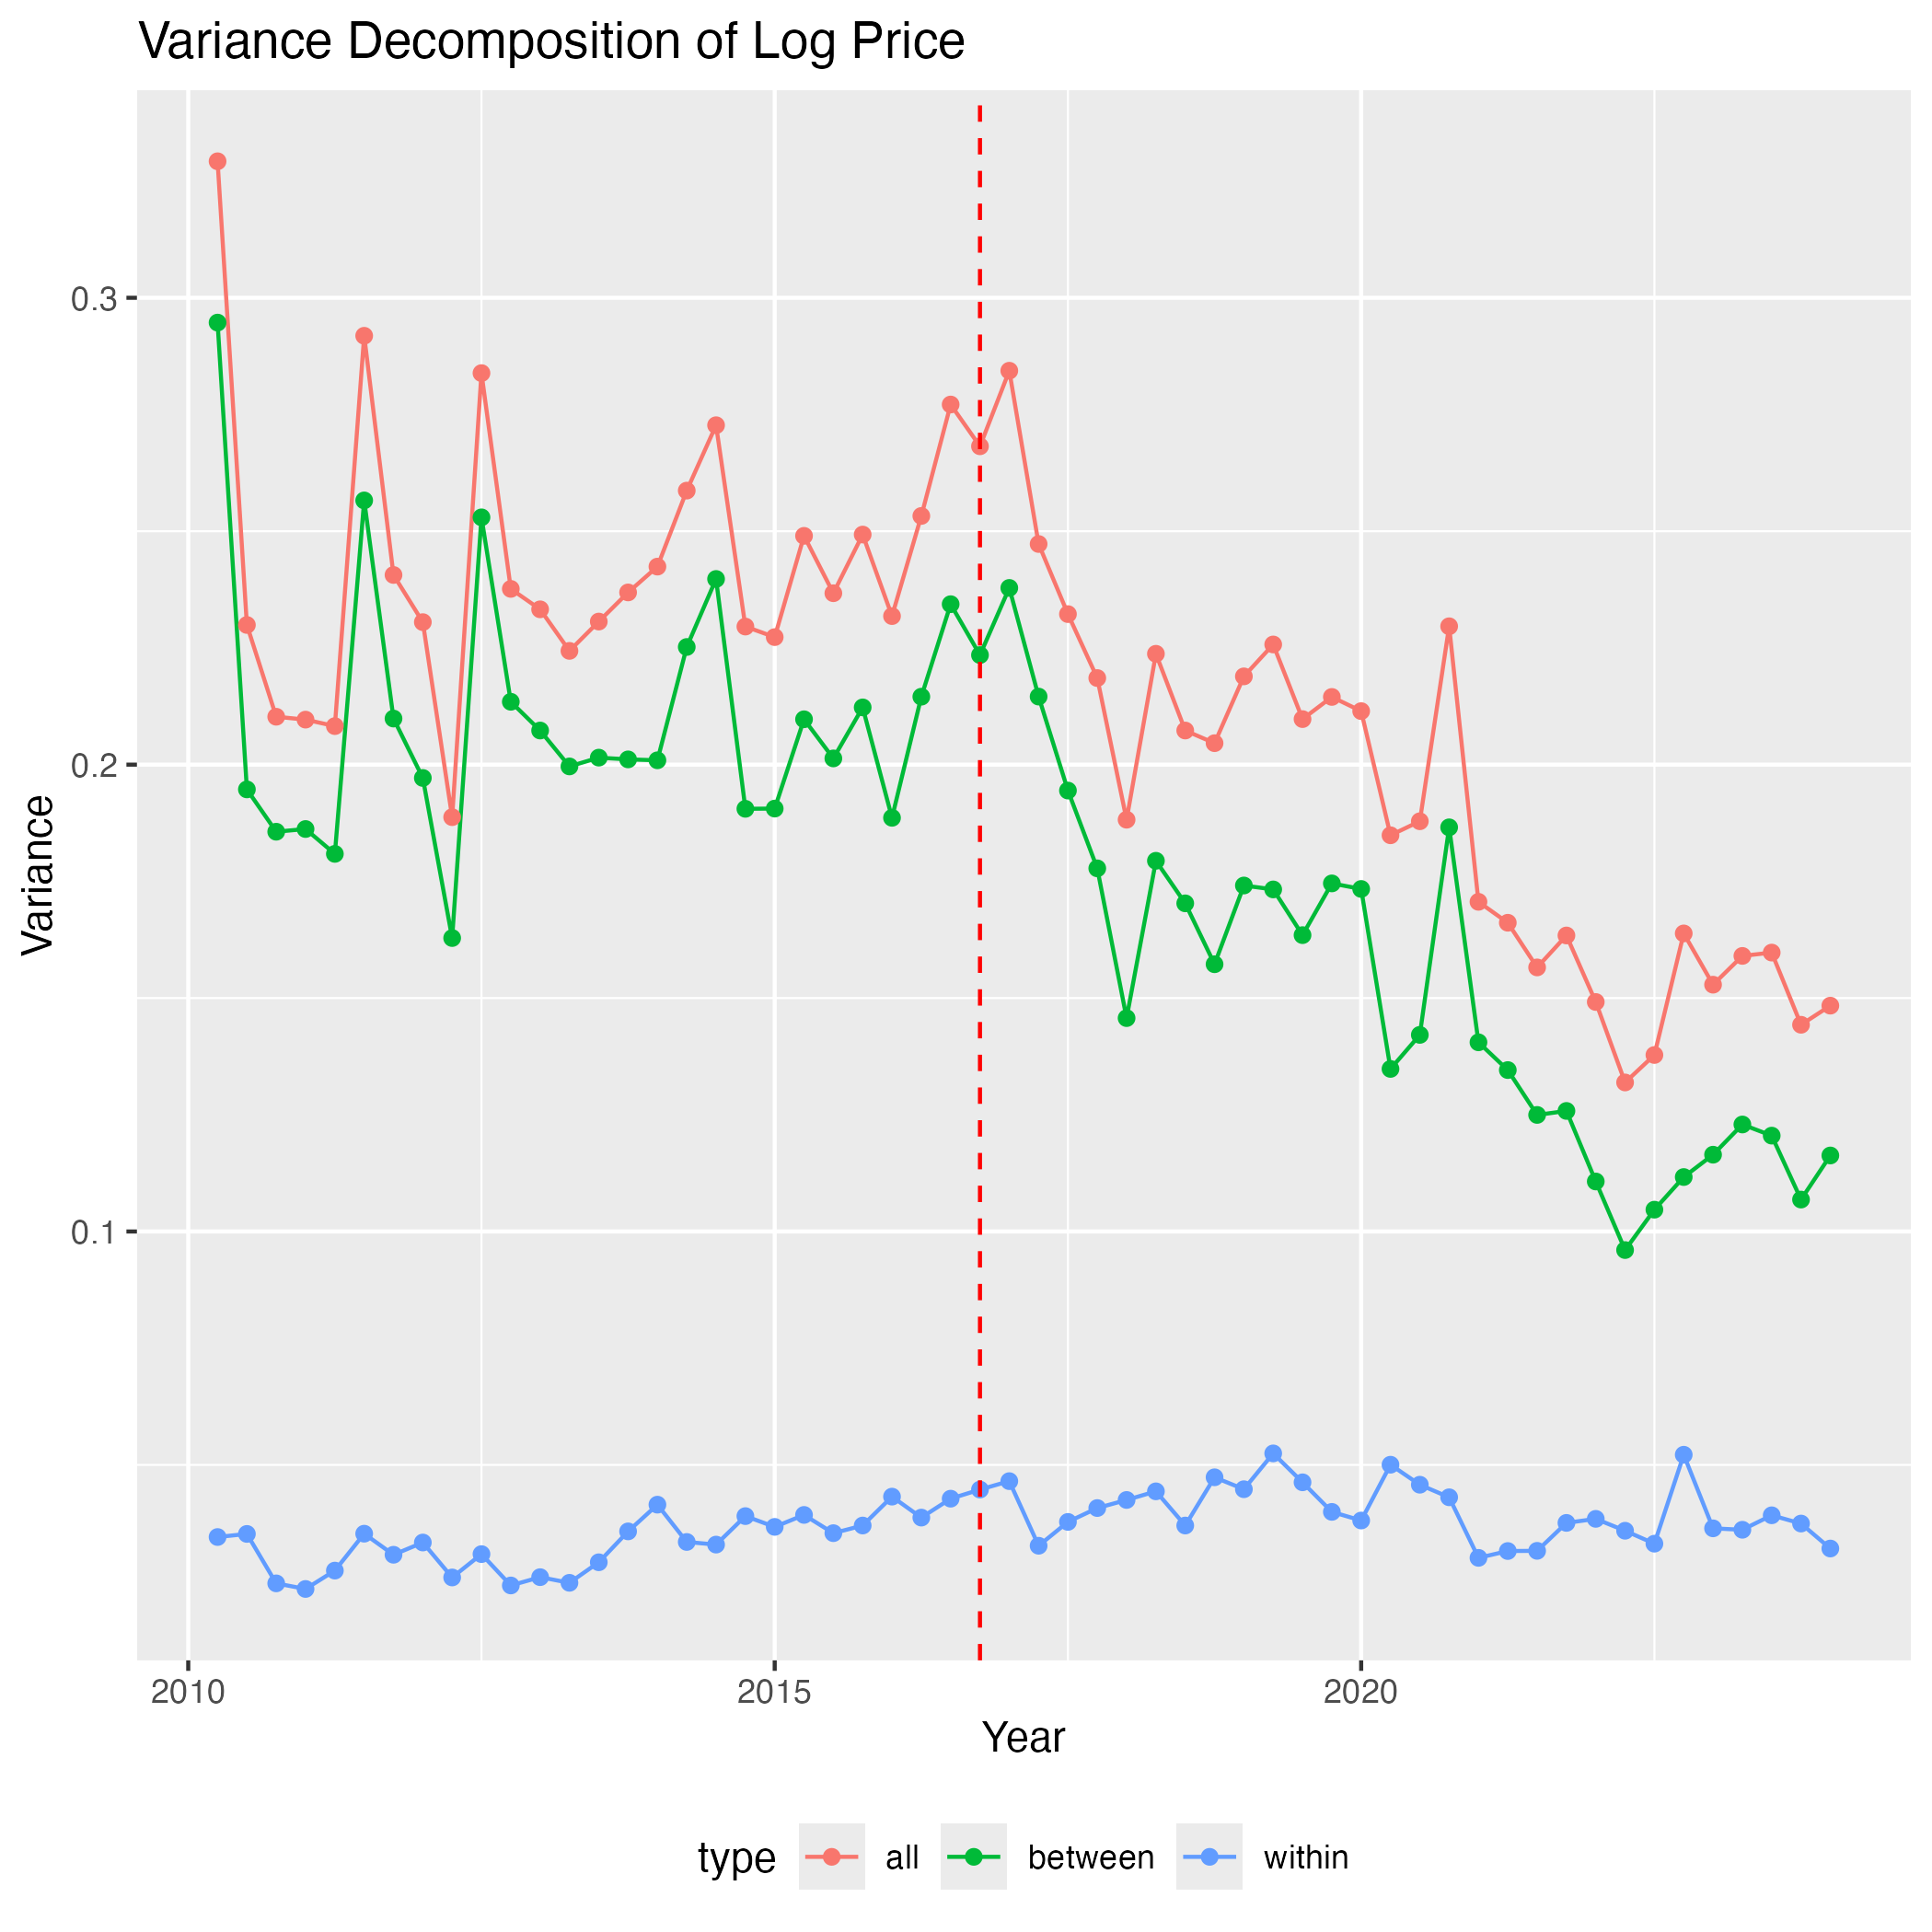 Variance Decomposition of Log Price
0.3
0.2
0.1
Variance
2010 2015 2020
Year
type all between within